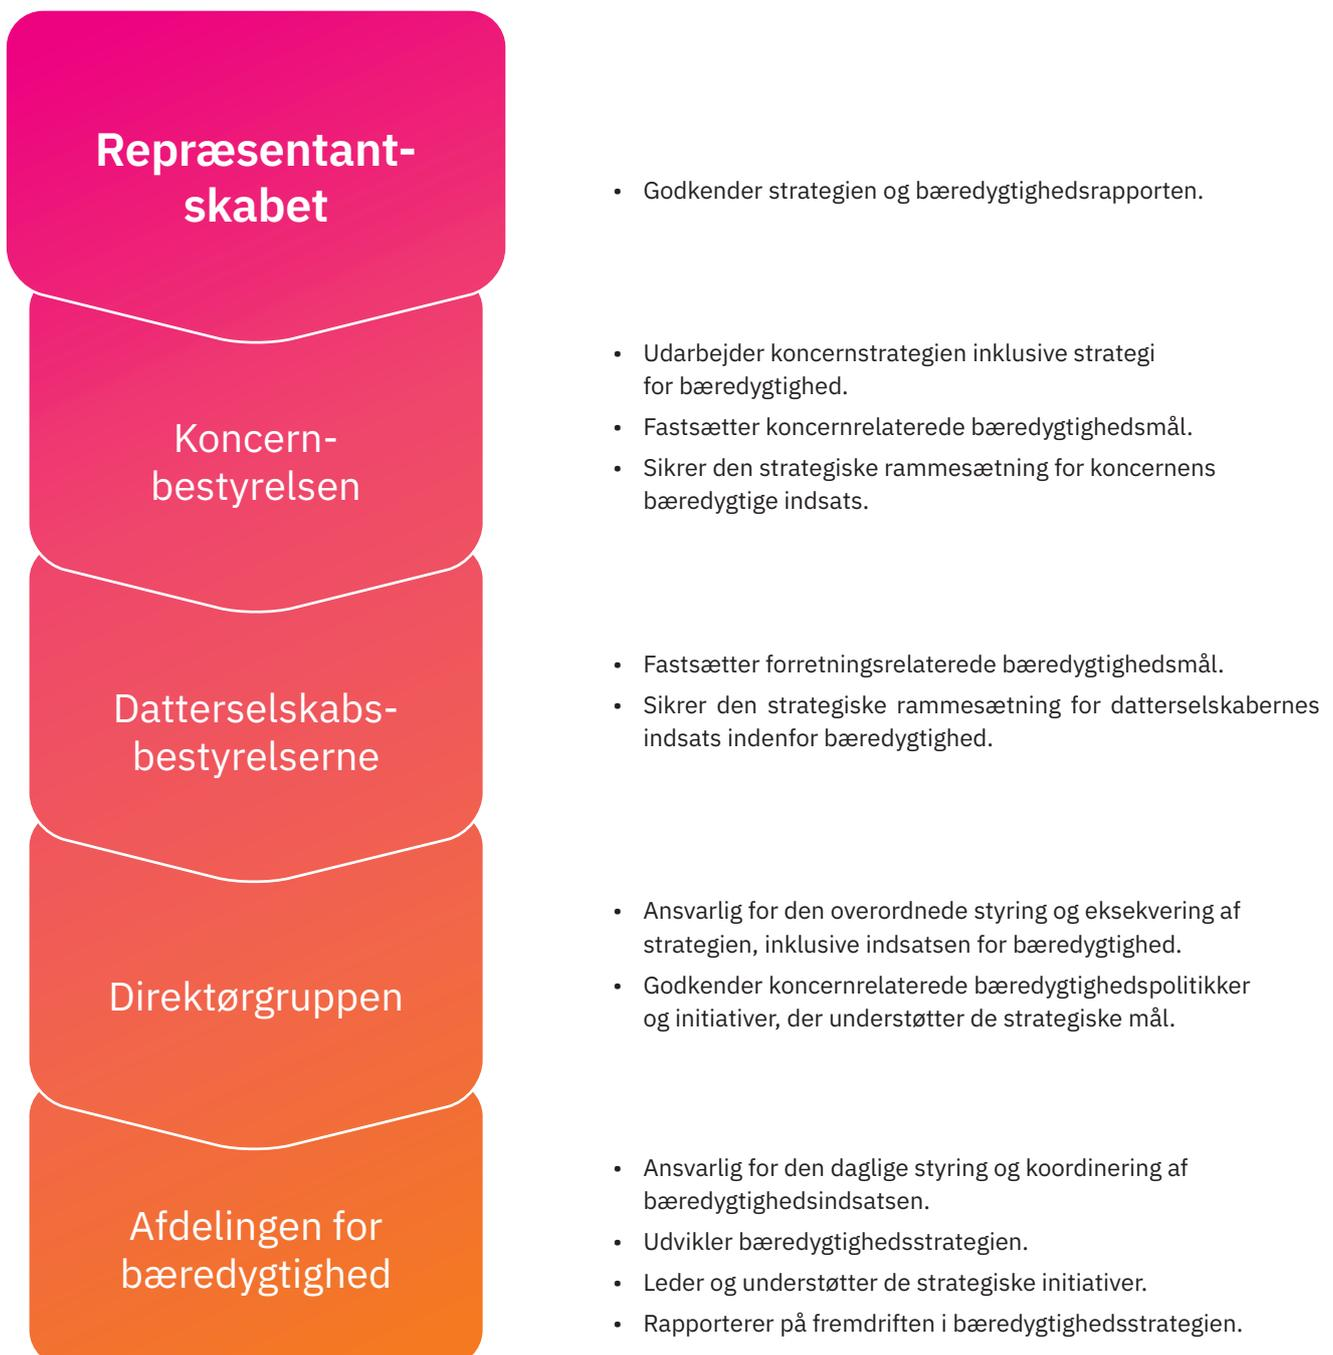 Repræsentant-
skabet
• Godkender strategien og bæredygtighedsrapporten.
Koncern-
bestyrelsen
• Udarbejder koncernstrategien inklusive strategi
for bæredygtighed.
• Fastsætter koncernrelaterede bæredygtighedsmål.
• Sikrer den strategiske rammesætning for koncernens
bæredygtige indsats.
Datterselskabs-
bestyrelserne
• Fastsætter forretningsrelaterede bæredygtighedsmål.
• Sikrer den strategiske rammesætning for datterselskabernes
indsats indenfor bæredygtighed.
Direktørgruppen
• Ansvarlig for den overordnede styring og eksekvering af
strategien, inklusive indsatsen for bæredygtighed.
• Godkender koncernrelaterede bæredygtighedspolitikker
og initiativer, der understøtter de strategiske mål.
Afdelingen for
bæredygtighed
• Ansvarlig for den daglige styring og koordinering af
bæredygtighedsindsatsen.
• Udvikler bæredygtighedsstrategien.
• Leder og understøtter de strategiske initiativer.
• Rapporterer på fremdriften i bæredygtighedsstrategien.